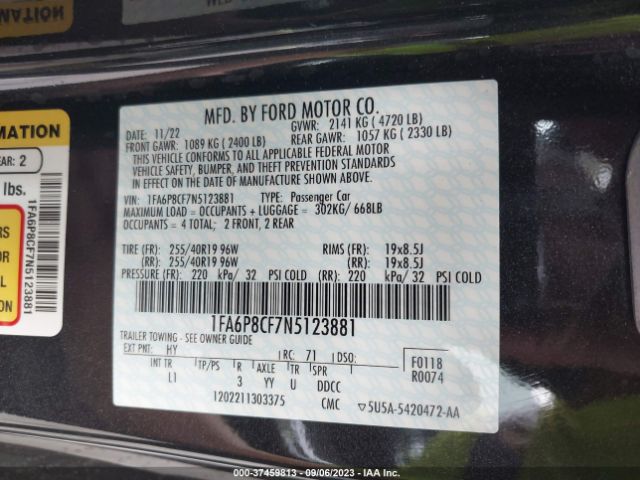 MATION
MFD. BY FORD MOTOR CO.
DATE: 11/22 GVWR: 2141 KG ( 4720 LB)
FRONT GAWR: 1089 KG ( 2400 LB) REAR GAWR: 1057 KG ( 2330 LB)
THIS VEHICLE CONFORMS TO ALL APPLICABLE FEDERAL MOTOR
VEHICLE SAFETY, BUMPER, AND THEFT PREVENTION STANDARDS
IN EFFECT ON THE DATE OF MANUFACTURE SHOWN ABOVE.
VIN: 1FA6P8CF7N5123881 TYPE: Passenger Car
MAXIMUM LOAD = OCCUPANTS + LUGGAGE = 302KG/ 668LB
OCCUPANTS = 4 TOTAL; 2 FRONT, 2 REAR
TIRE (FR): 255/40R19 96W RIMS (FR): 19x8.5J
(RR): 255/40R19 96W (RR): 19x8.5J
PRESSURE (FR): 220 kPa/ 32 PSI COLD (RR): 220 kPa/ 32 PSI COLD
1FA6P8CF7N5123881
TRAILER TOWING - SEE OWNER GUIDE
EXT PNT: HY RC: 71 DSO: F0118
INT TR TP/PS R AXLE TR SPR R0074
L1 3 YY U DDCC
1202211303375 CMC ▽5U5A-5420472-AA
MATION
EAR: 2
lbs.
RS
OR
L
ION
1FA6P8CF7N5123881
000-37459813 - 09/06/2023 - IAA Inc.